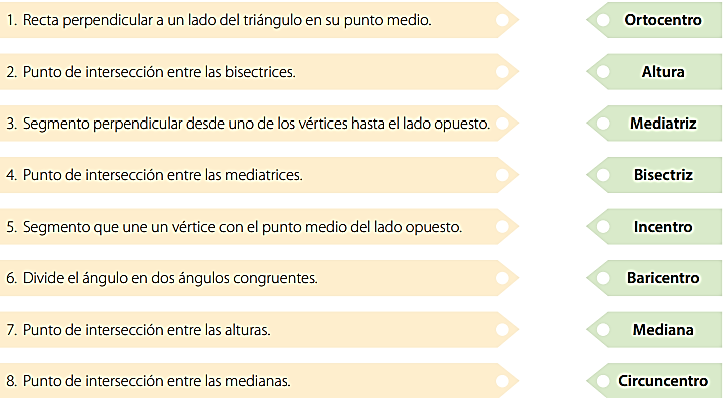 1. Recta perpendicular a un lado del triángulo en su punto medio.
Ortocentro
2. Punto de intersección entre las bisectrices.
Altura
3. Segmento perpendicular desde uno de los vértices hasta el lado opuesto.
Mediatriz
4. Punto de intersección entre las mediatrices.
Bisectriz
5. Segmento que une un vértice con el punto medio del lado opuesto.
Incentro
6. Divide el ángulo en dos ángulos congruentes.
Baricentro
7. Punto de intersección entre las alturas.
Mediana
8. Punto de intersección entre las medianas.
Circuncentro